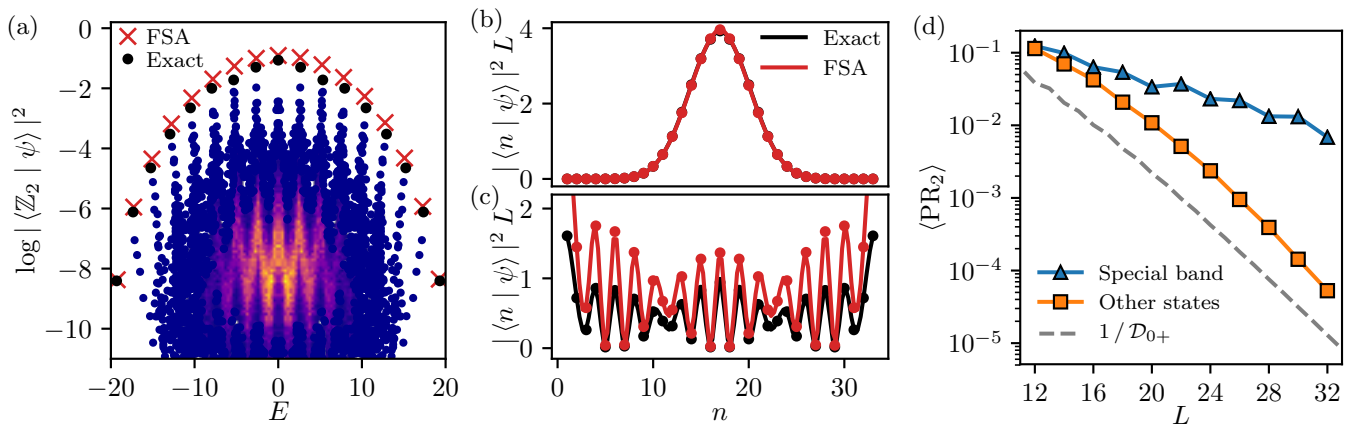 (a)
0
−2
−4
−6
−8
−10
log | ⟨ℤ₂ | ψ⟩ |²
FSA
Exact
−20
−10
0
10
20
E
(b)
4
2
0
| ⟨n | ψ⟩ |² L
Exact
FSA
(c)
2
1
0
| ⟨n | ψ⟩ |² L
0
10
20
30
n
(d)
10⁻¹
10⁻²
10⁻³
10⁻⁴
10⁻⁵
⟨PR₂⟩
Special band
Other states
1/𝒟₀₊
12
16
20
24
28
32
L